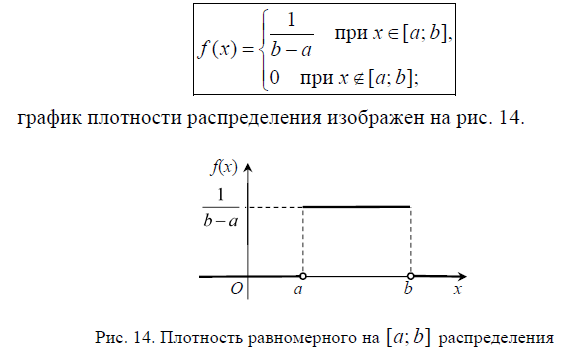 f(x) = { 1/(b − a) при x ∈ [a; b],
0 при x ∉ [a; b];
график плотности распределения изображен на рис. 14.
f(x)
1/(b − a)
O a b x
Рис. 14. Плотность равномерного на [a; b] распределения